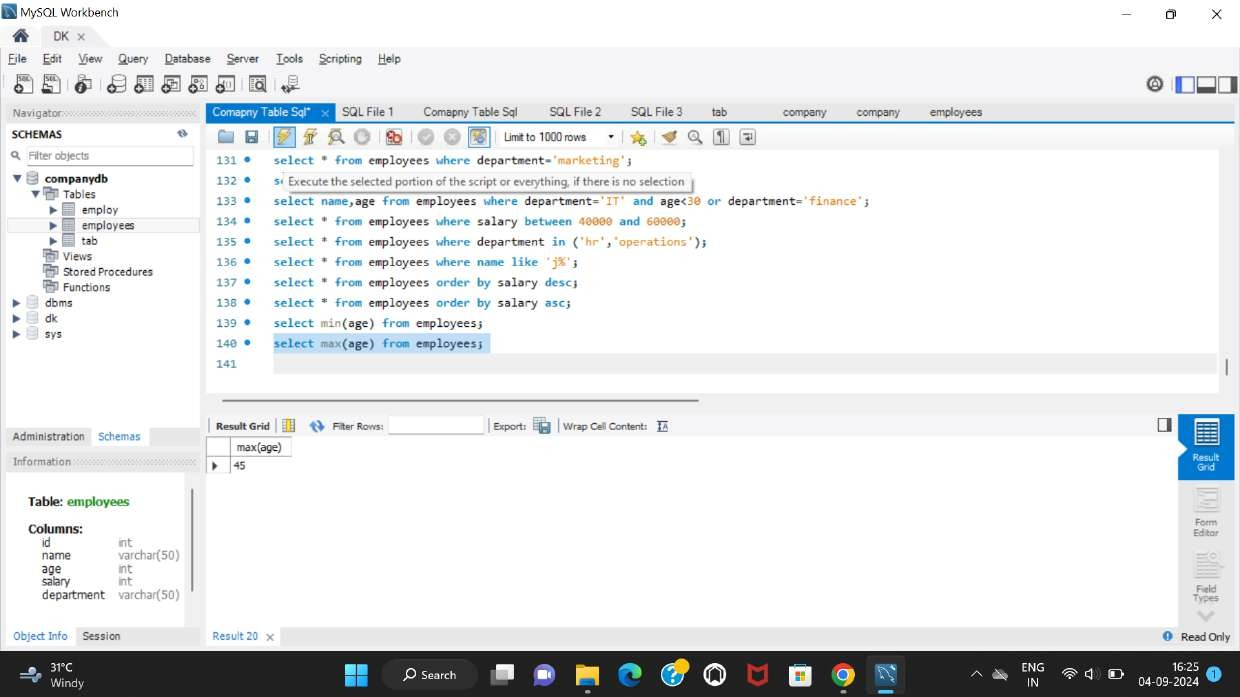 MySQL Workbench
DK
File Edit View Query Database Server Tools Scripting Help
Navigator
SCHEMAS
Filter objects
companydb
Tables
employ
employees
tab
Views
Stored Procedures
Functions
dbms
dk
sys
Administration Schemas
Information
Table: employees
Columns:
id int
name varchar(50)
age int
salary int
department varchar(50)
Object Info Session
Comapny Table Sql* SQL File 1 Comapny Table Sql SQL File 2 SQL File 3 tab company company employees
Limit to 1000 rows
131 select * from employees where department='marketing';
132 se
Execute the selected portion of the script or everything, if there is no selection
133 select name,age from employees where department='IT' and age<30 or department='finance';
134 select * from employees where salary between 40000 and 60000;
135 select * from employees where department in ('hr','operations');
136 select * from employees where name like 'j%';
137 select * from employees order by salary desc;
138 select * from employees order by salary asc;
139 select min(age) from employees;
140 select max(age) from employees;
141
Result Grid Filter Rows: Export: Wrap Cell Content:
max(age)
45
Result Grid
Form Editor
Field Types
Result 20
Read Only
31°C
Windy
Search
ENG
IN
16:25
04-09-2024
1